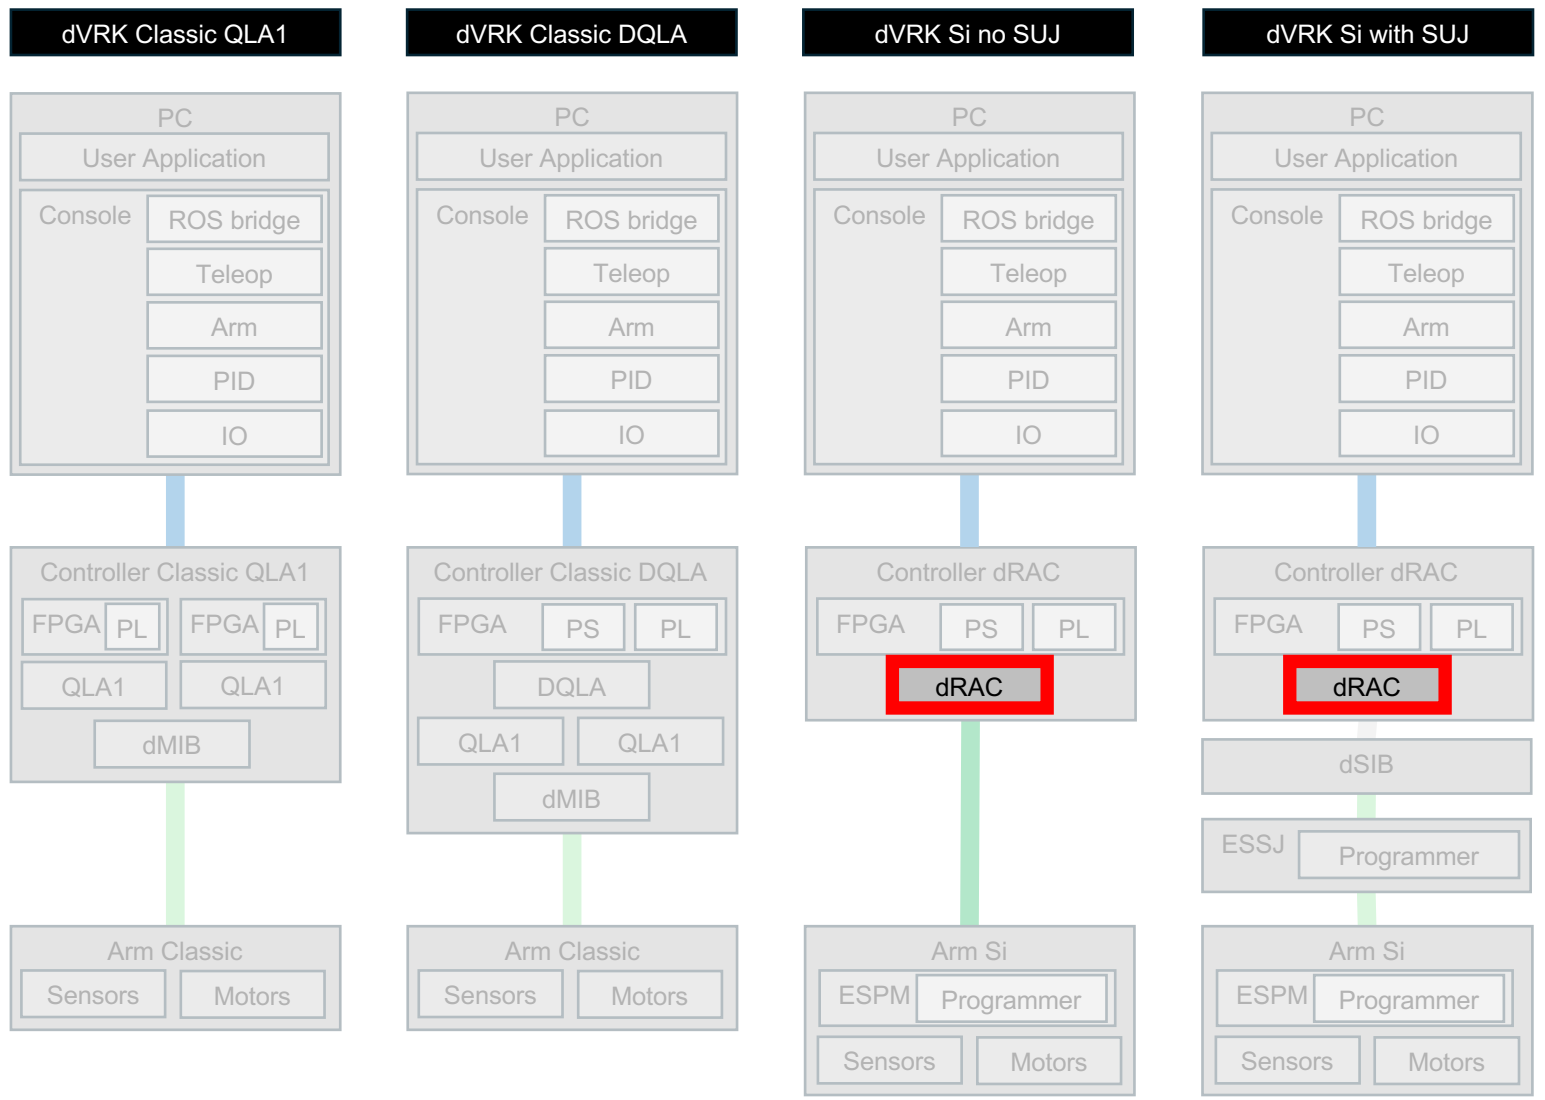 dVRK Classic QLA1
PC
User Application
Console
ROS bridge
Teleop
Arm
PID
IO
Controller Classic QLA1
FPGA
PL
FPGA
PL
QLA1
QLA1
dMIB
Arm Classic
Sensors
Motors
dVRK Classic DQLA
PC
User Application
Console
ROS bridge
Teleop
Arm
PID
IO
Controller Classic DQLA
FPGA
PS
PL
DQLA
QLA1
QLA1
dMIB
Arm Classic
Sensors
Motors
dVRK Si no SUJ
PC
User Application
Console
ROS bridge
Teleop
Arm
PID
IO
Controller dRAC
FPGA
PS
PL
dRAC
Arm Si
ESPM
Programmer
Sensors
Motors
dVRK Si with SUJ
PC
User Application
Console
ROS bridge
Teleop
Arm
PID
IO
Controller dRAC
FPGA
PS
PL
dRAC
dSIB
ESSJ
Programmer
Arm Si
ESPM
Programmer
Sensors
Motors